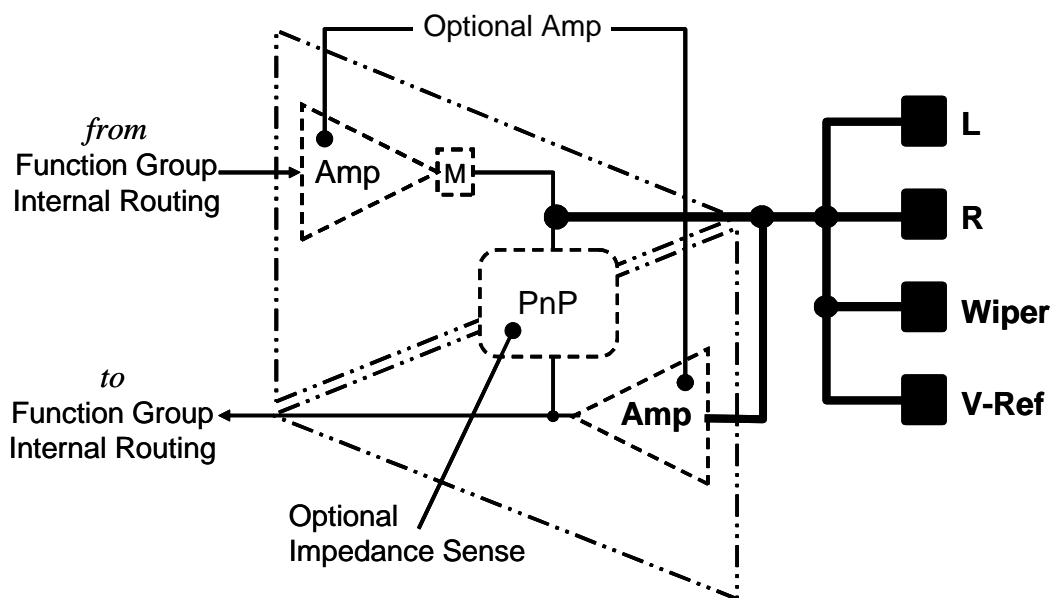 Optional Amp
from
Function Group
Internal Routing
Amp
M
L
R
PnP
Wiper
to
Function Group
Internal Routing
Amp
V-Ref
Optional
Impedance Sense